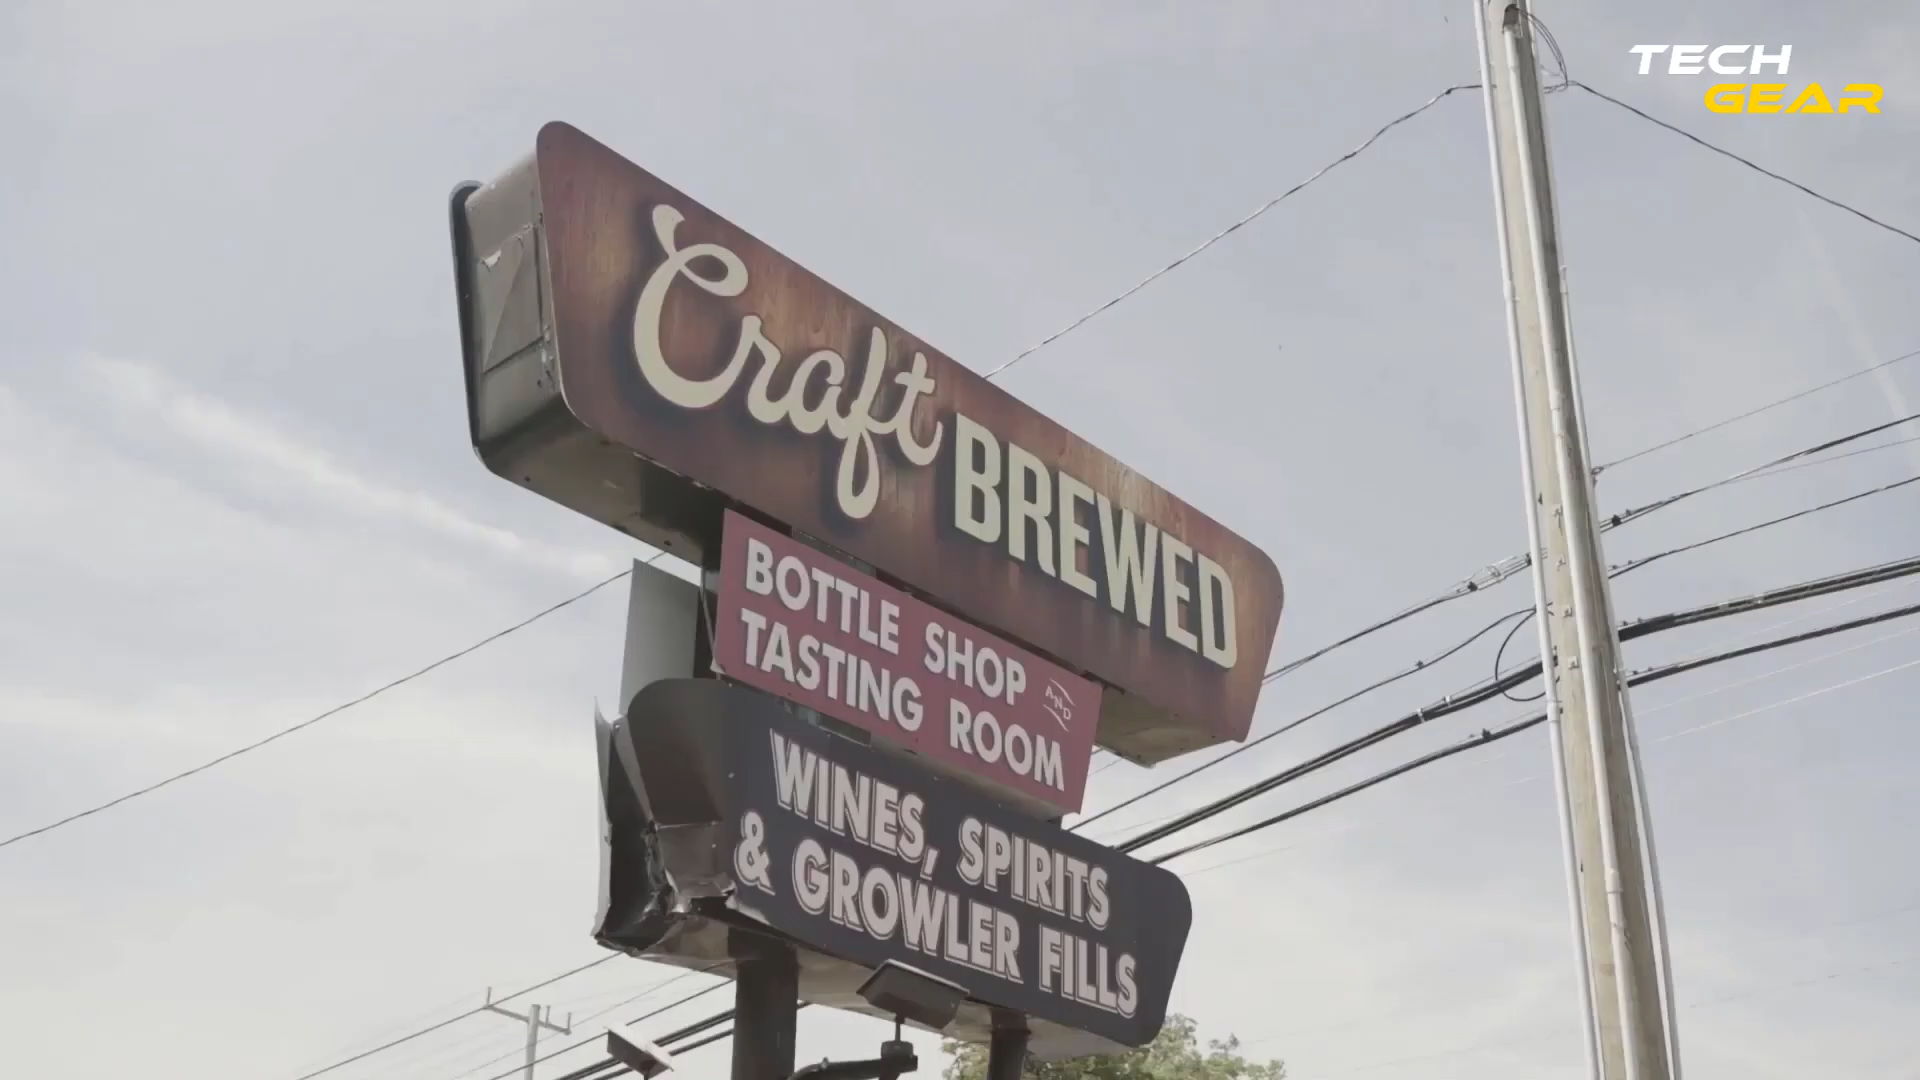 TECH
GEAR
Craft BREWED
BOTTLE SHOP AND
TASTING ROOM
WINES, SPIRITS
& GROWLER FILLS